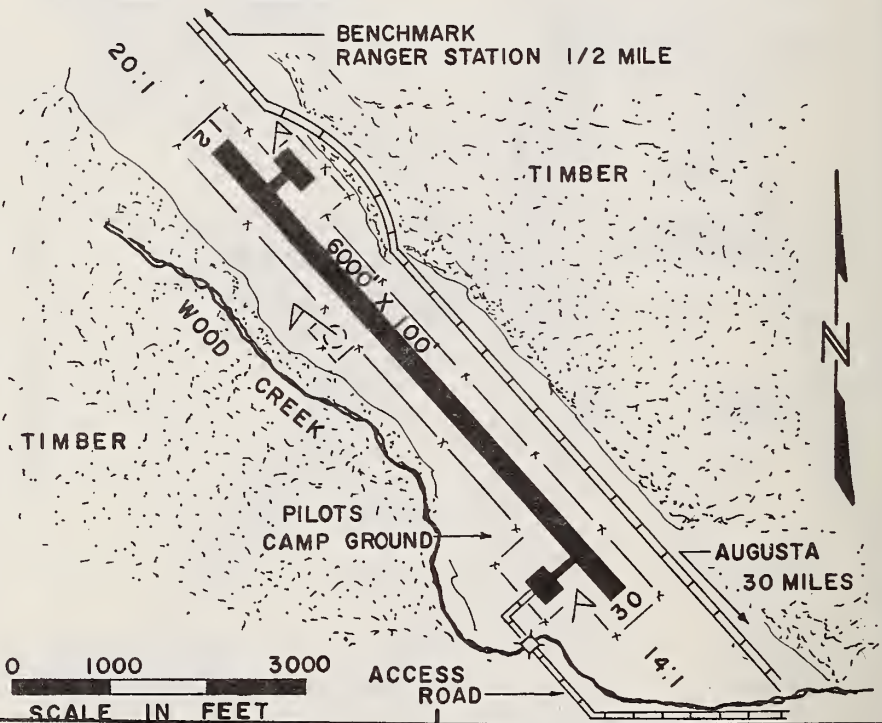 BENCHMARK
RANGER STATION 1/2 MILE
20:1
TIMBER
12
6000' X 100'
N
WOOD CREEK
TIMBER
PILOTS
CAMP GROUND
AUGUSTA
30 MILES
30
14:1
ACCESS
ROAD
0 1000 3000
SCALE IN FEET